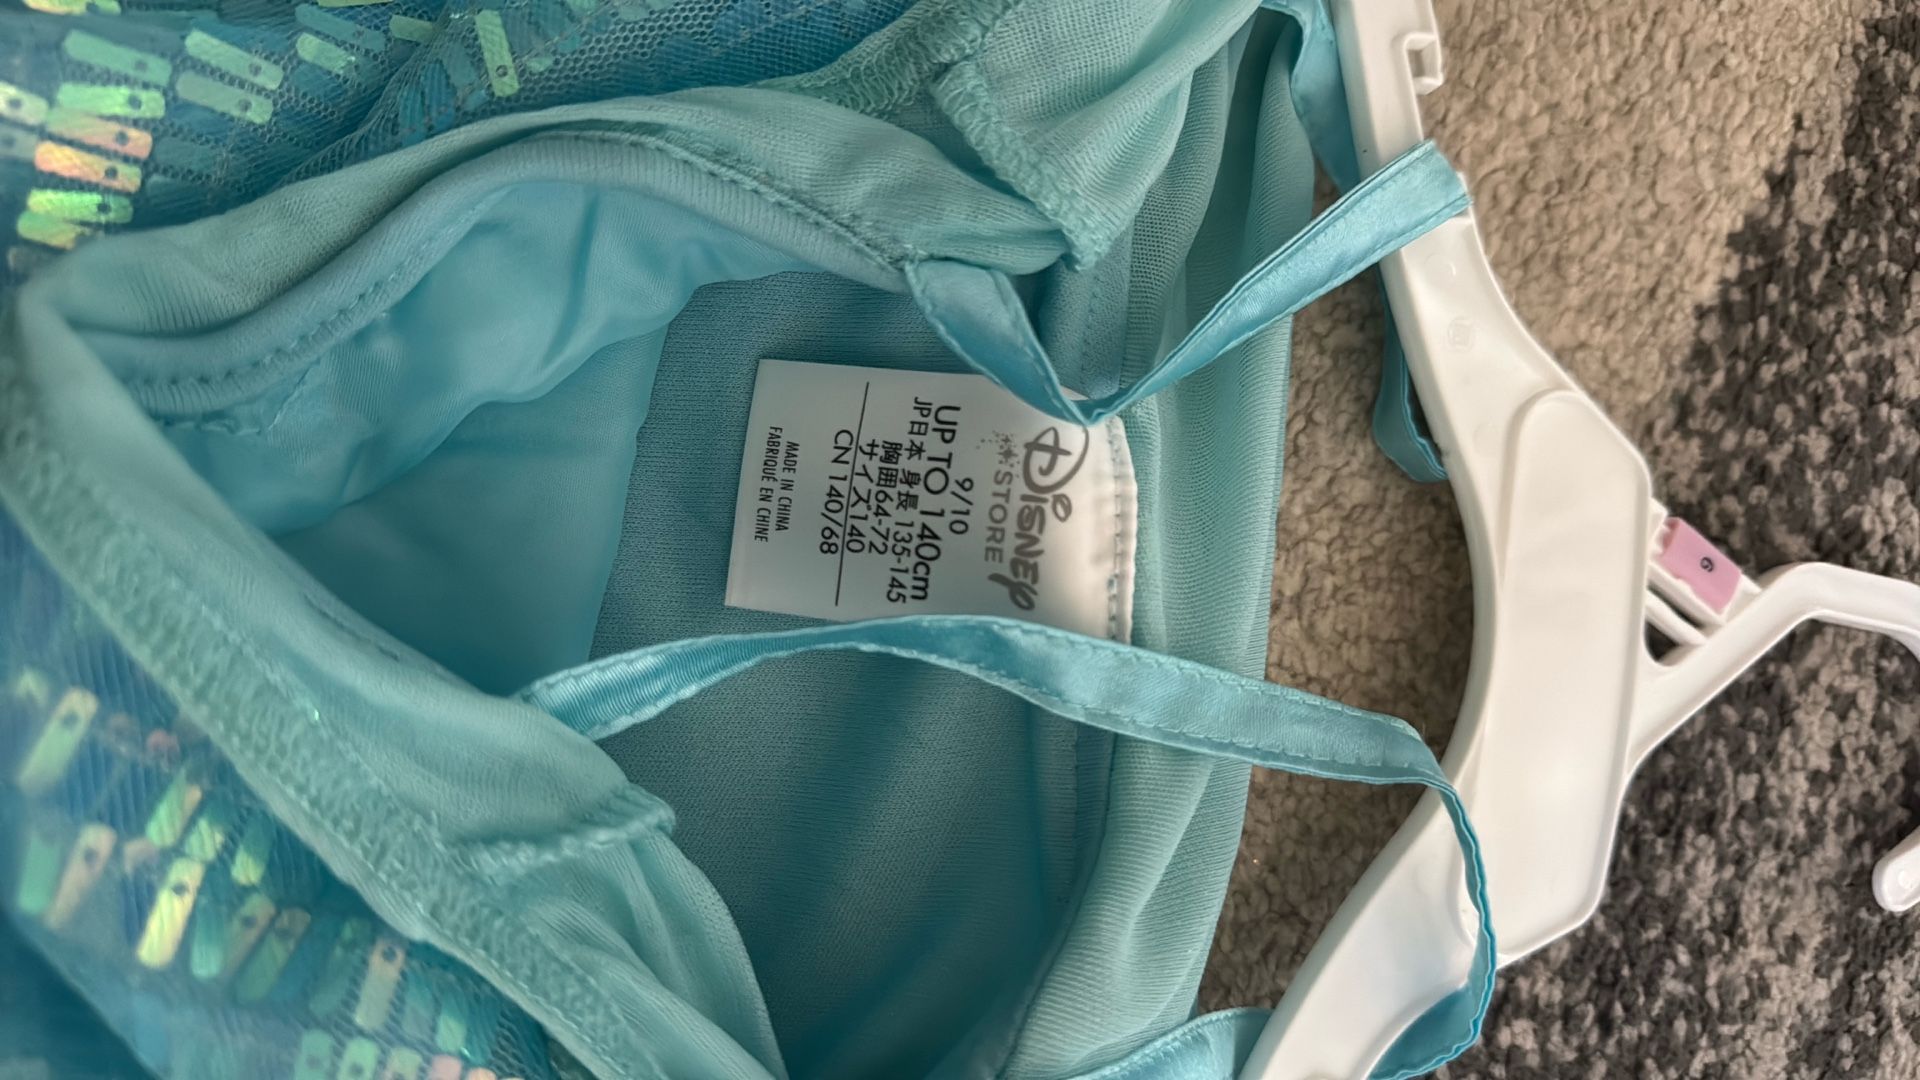 Disney
STORE
9/10
UP TO 140cm
JP日本 身長 135-145
胸囲64-72
サイズ140
CN 140/68
MADE IN CHINA
FABRIQUÉ EN CHINE